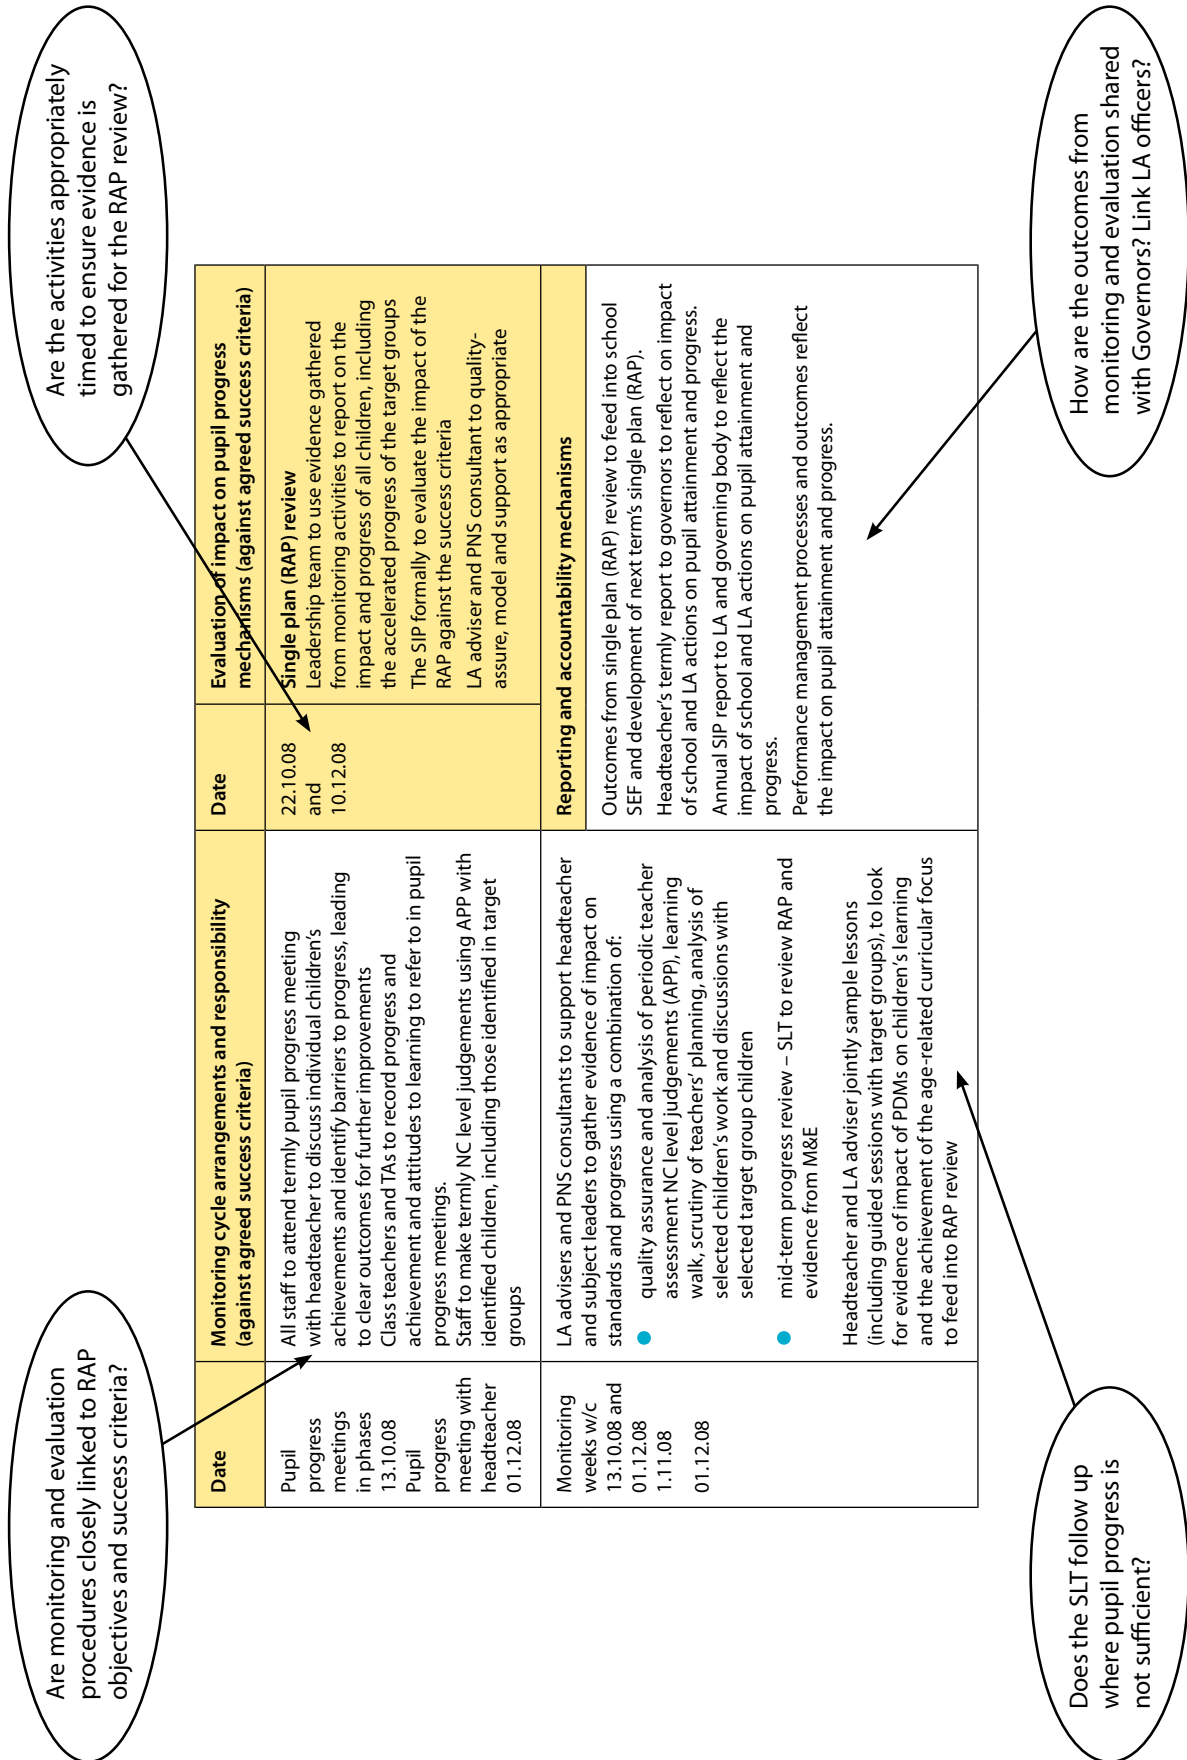 Are monitoring and evaluation
procedures closely linked to RAP
objectives and success criteria?
Are the activities appropriately
timed to ensure evidence is
gathered for the RAP review?
Date
Monitoring cycle arrangements and responsibility
(against agreed success criteria)
Date
Evaluation of impact on pupil progress
mechanisms (against agreed success criteria)
Pupil
progress
meetings
in phases
13.10.08
Pupil
progress
meeting with
headteacher
01.12.08
All staff to attend termly pupil progress meeting
with headteacher to discuss individual children’s
achievements and identify barriers to progress, leading
to clear outcomes for further improvements
Class teachers and TAs to record progress and
achievement and attitudes to learning to refer to in pupil
progress meetings.
Staff to make termly NC level judgements using APP with
identified children, including those identified in target
groups
22.10.08
and
10.12.08
Single plan (RAP) review
Leadership team to use evidence gathered
from monitoring activities to report on the
impact and progress of all children, including
the accelerated progress of the target groups
The SIP formally to evaluate the impact of the
RAP against the success criteria
LA adviser and PNS consultant to quality-
assure, model and support as appropriate
Monitoring
weeks w/c
13.10.08 and
01.12.08
1.11.08
01.12.08
LA advisers and PNS consultants to support headteacher
and subject leaders to gather evidence of impact on
standards and progress using a combination of:
● quality assurance and analysis of periodic teacher
assessment NC level judgements (APP), learning
walk, scrutiny of teachers’ planning, analysis of
selected children’s work and discussions with
selected target group children
● mid-term progress review – SLT to review RAP and
evidence from M&E
Headteacher and LA adviser jointly sample lessons
(including guided sessions with target groups), to look
for evidence of impact of PDMs on children’s learning
and the achievement of the age-related curricular focus
to feed into RAP review
Reporting and accountability mechanisms
Outcomes from single plan (RAP) review to feed into school
SEF and development of next term’s single plan (RAP).
Headteacher’s termly report to governors to reflect on impact
of school and LA actions on pupil attainment and progress.
Annual SIP report to LA and governing body to reflect the
impact of school and LA actions on pupil attainment and
progress.
Performance management processes and outcomes reflect
the impact on pupil attainment and progress.
Does the SLT follow up
where pupil progress is
not sufficient?
How are the outcomes from
monitoring and evaluation shared
with Governors? Link LA officers?